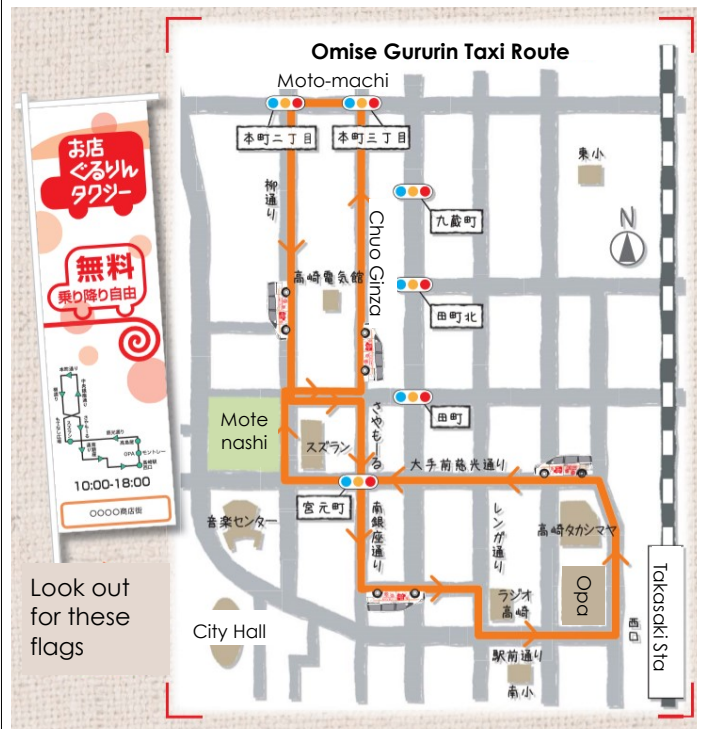 Omise Gururin Taxi Route
Moto-machi
本町二丁目
本町三丁目
お店
ぐるりん
タクシー
無料
乗り降り自由
10:00-18:00
○○○○商店街
Look out
for these
flags
柳通り
高崎電気館
Chuo Ginza
九蔵町
田町北
田町
東小
N
Mote
nashi
スズラン
さやもーる
大手前慈光通り
宮元町
音楽センター
南銀座通り
レンガ通り
高崎タカシマヤ
ラジオ
高崎
Opa
City Hall
駅前通り
南小
西口
Takasaki Sta